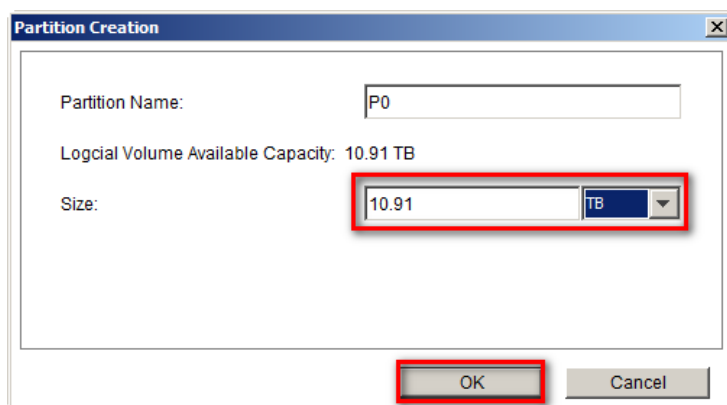 Partition Creation
Partition Name: P0
Logcial Volume Available Capacity: 10.91 TB
Size: 10.91 TB
OK Cancel